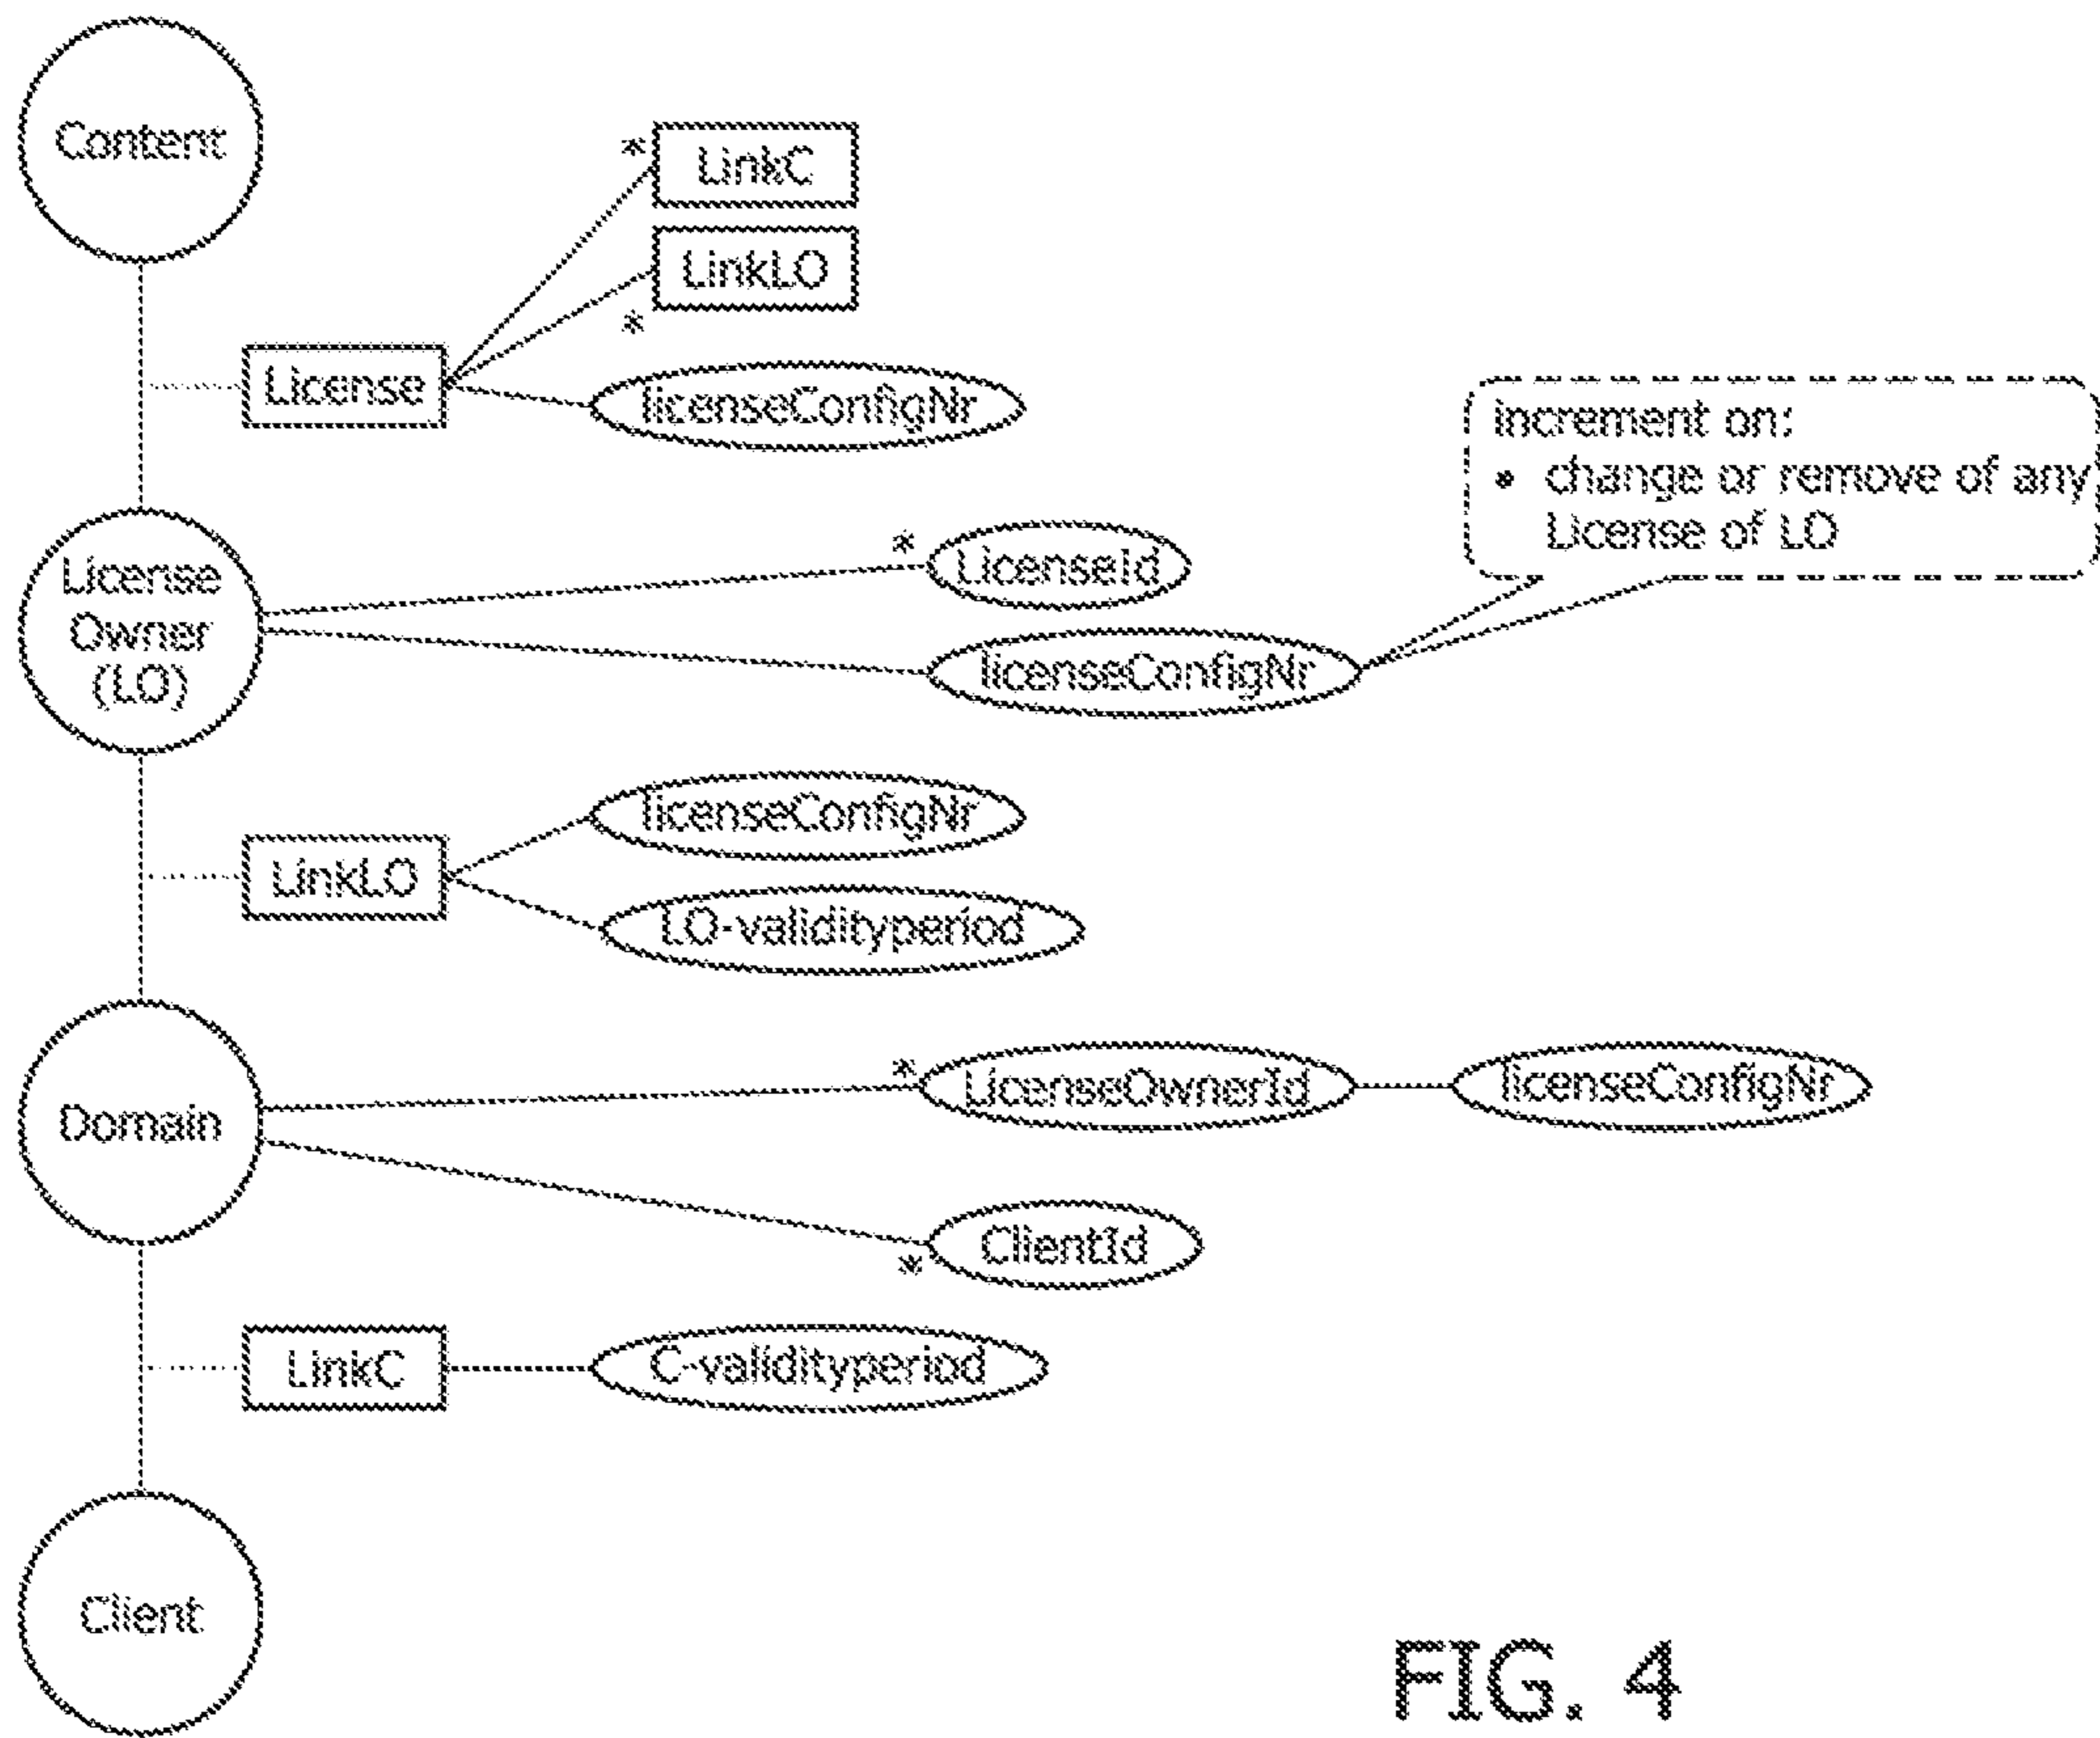 Content
* LinkC
LinkLO
*
License
licenseConfigNr
increment on:
• change or remove of any
License of LO
* LicenseId
License
Owner
(LO)
licenseConfigNr
licenseConfigNr
LinkLO
LO-validityperiod
* LicenseOwnerId
licenseConfigNr
Domain
ClientId
*
LinkC
C-validityperiod
Client
FIG. 4